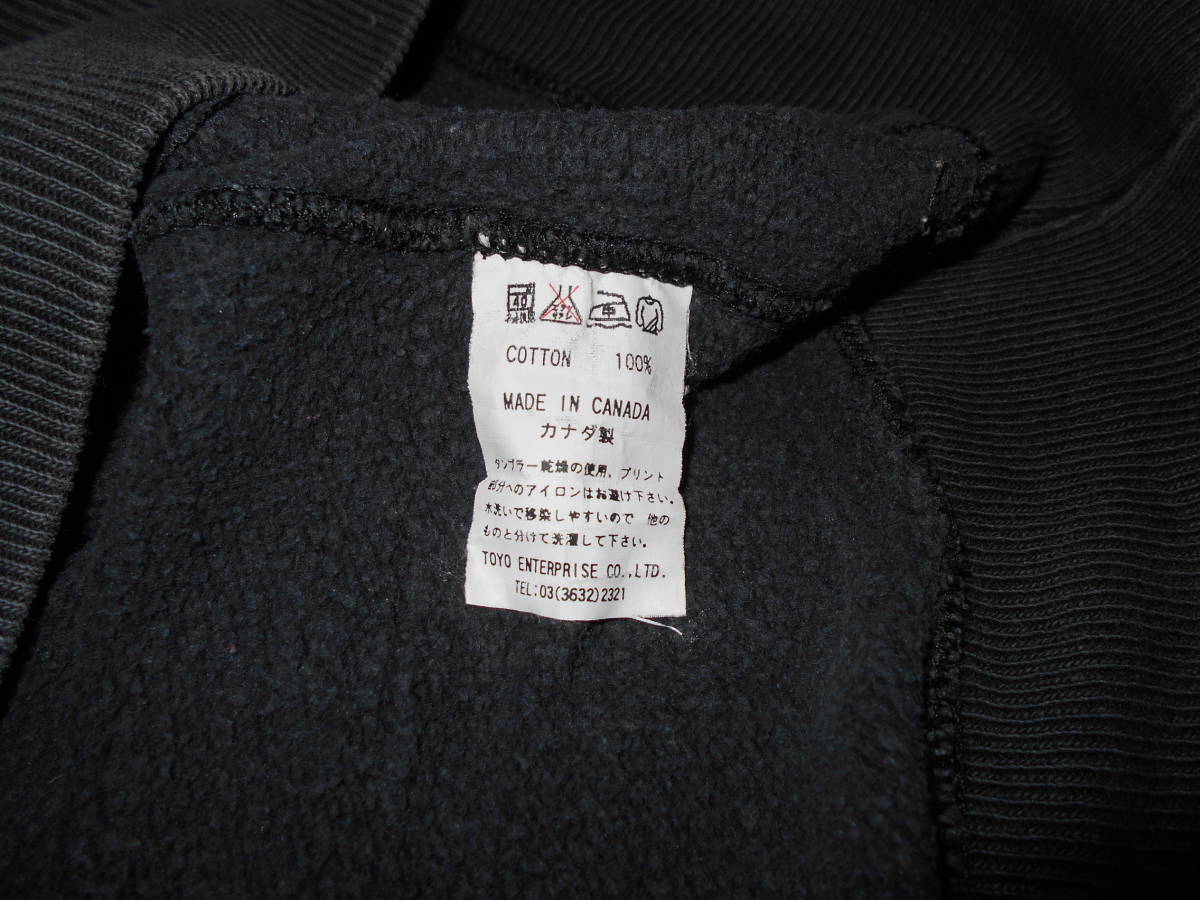 40
中
COTTON 100%
MADE IN CANADA
カナダ製
タンブラー乾燥の使用、プリント
部分へのアイロンはお避け下さい。
水洗いで移染しやすいので 他の
ものと分けて洗濯して下さい。
TOYO ENTERPRISE CO.,LTD.
TEL:03(3632)2321